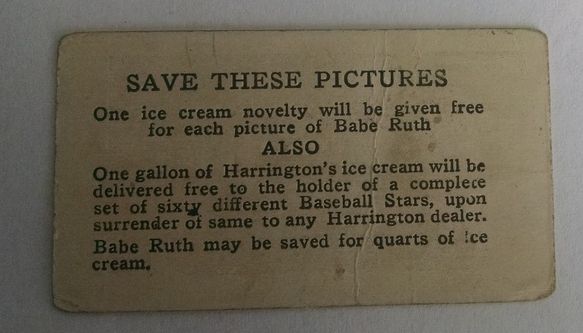 SAVE THESE PICTURES
One ice cream novelty will be given free
for each picture of Babe Ruth
ALSO
One gallon of Harrington's ice cream will be
delivered free to the holder of a complete
set of sixty different Baseball Stars, upon
surrender of same to any Harrington dealer.
Babe Ruth may be saved for quarts of ice
cream.